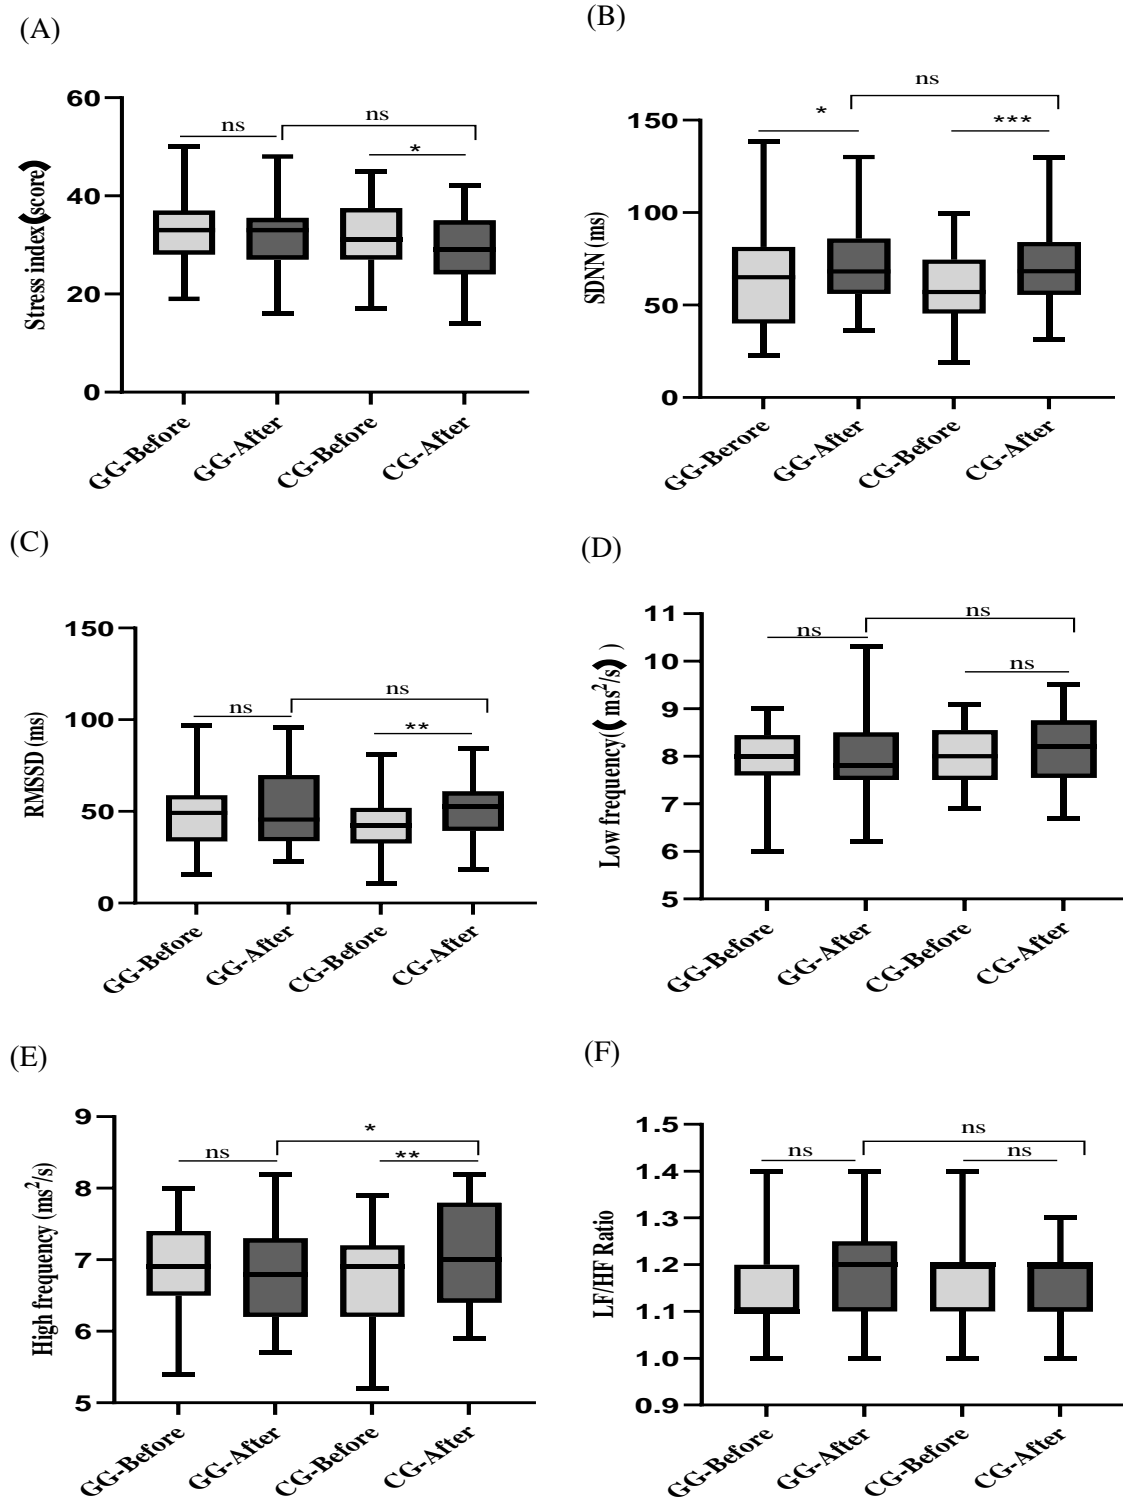 (A)
Stress index(score)
60
40
20
0
ns
ns
*
GG-Before
GG-After
CG-Before
CG-After
(B)
SDNN (ms)
150
100
50
0
*
ns
***
GG-Berore
GG-After
CG-Before
CG-After
(C)
RMSSD (ms)
150
100
50
0
ns
ns
**
GG-Before
GG-After
CG-Before
CG-After
(D)
Low frequency((ms²/s))
11
10
9
8
7
6
5
ns
ns
ns
GG-Before
GG-After
CG-Before
CG-After
(E)
High frequency (ms²/s)
9
8
7
6
5
ns
*
**
GG-Before
GG-After
CG-Before
CG-After
(F)
LF/HF Ratio
1.5
1.4
1.3
1.2
1.1
1.0
0.9
ns
ns
ns
GG-Before
GG-After
CG-Before
CG-After